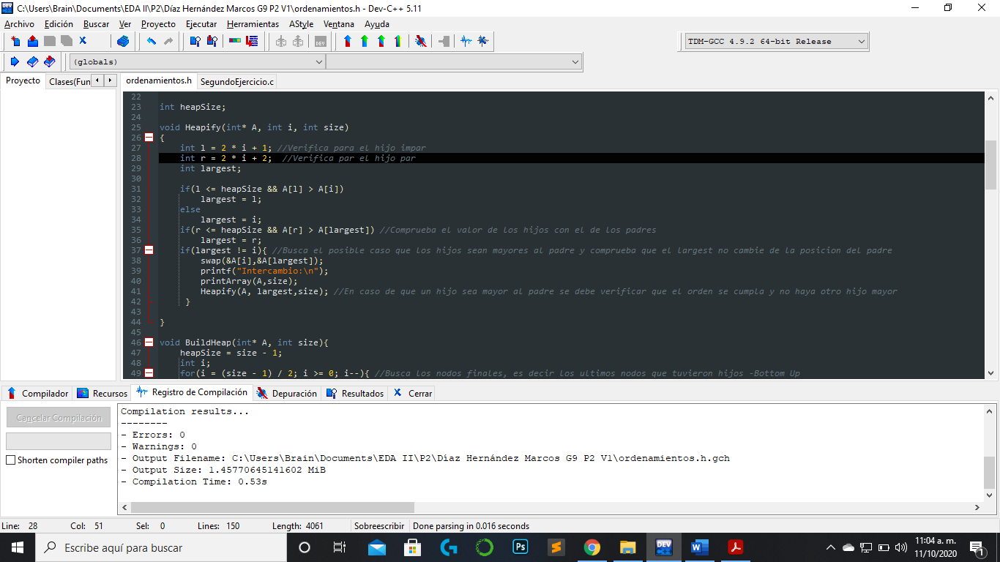 C:\Users\Brain\Documents\EDA II\P2\Díaz Hernández Marcos G9 P2 V1\ordenamientos.h - Dev-C++ 5.11
Archivo Edición Buscar Ver Proyecto Ejecutar Herramientas AStyle Ventana Ayuda
TDM-GCC 4.9.2 64-bit Release
(globals)
Proyecto Clases(Fun ordenamientos.h SegundoEjercicio.c
22
23 int heapSize;
24
25 void Heapify(int* A, int i, int size)
26 {
27 int l = 2 * i + 1; //Verifica para el hijo impar
28 int r = 2 * i + 2; //Verifica par el hijo par
29 int largest;
30
31 if(l <= heapSize && A[l] > A[i])
32 largest = l;
33 else
34 largest = i;
35 if(r <= heapSize && A[r] > A[largest]) //Comprueba el valor de los hijos con el de los padres
36 largest = r;
37 if(largest != i){ //Busca el posible caso que los hijos sean mayores al padre y comprueba que el largest no cambie de la posicion del padre
38 swap(&A[i],&A[largest]);
39 printf("Intercambio:\n");
40 printArray(A,size);
41 Heapify(A, largest,size); //En caso de que un hijo sea mayor al padre se debe verificar que el orden se cumpla y no haya otro hijo mayor
42 }
43
44 }
45
46 void BuildHeap(int* A, int size){
47 heapSize = size - 1;
48 int i;
49 for(i = (size - 1) / 2; i >= 0; i--){ //Busca los nodos finales, es decir los ultimos nodos que tuvieron hijos -Bottom Up
Compilador Recursos Registro de Compilación Depuración Resultados Cerrar
Cancelar Compilación
Shorten compiler paths
Compilation results...
--------
- Errors: 0
- Warnings: 0
- Output Filename: C:\Users\Brain\Documents\EDA II\P2\Díaz Hernández Marcos G9 P2 V1\ordenamientos.h.gch
- Output Size: 1.45770645141602 MiB
- Compilation Time: 0.53s
Line: 28 Col: 51 Sel: 0 Lines: 150 Length: 4061 Sobreescribir Done parsing in 0.016 seconds
Escribe aquí para buscar
Ps
DEV
11:04 a. m.
11/10/2020
1